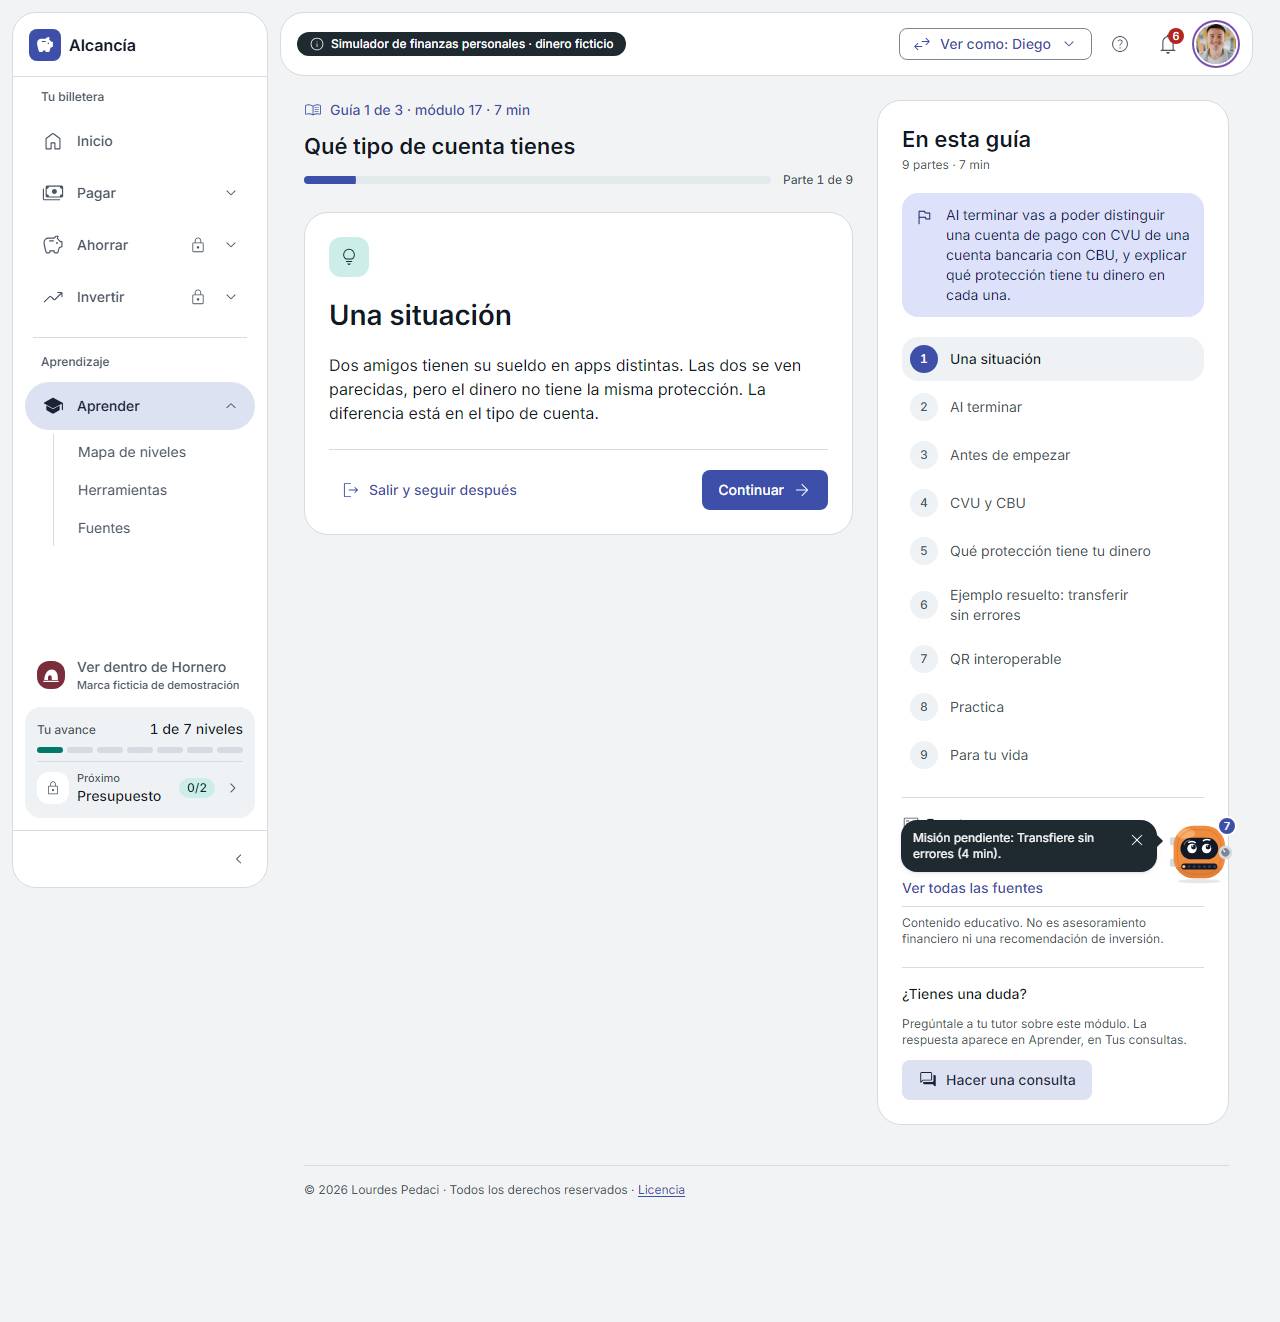 Alcancía
Tu billetera
Inicio
Pagar
Ahorrar
Invertir
Aprendizaje
Aprender
Mapa de niveles
Herramientas
Fuentes
Ver dentro de Hornero
Marca ficticia de demostración
Tu avance
1 de 7 niveles
Próximo
Presupuesto
0/2
Simulador de finanzas personales · dinero ficticio
Ver como: Diego
6
Guía 1 de 3 · módulo 17 · 7 min
Qué tipo de cuenta tienes
Parte 1 de 9
Una situación
Dos amigos tienen su sueldo en apps distintas. Las dos se ven
parecidas, pero el dinero no tiene la misma protección. La
diferencia está en el tipo de cuenta.
Salir y seguir después
Continuar
En esta guía
9 partes · 7 min
Al terminar vas a poder distinguir
una cuenta de pago con CVU de una
cuenta bancaria con CBU, y explicar
qué protección tiene tu dinero en
cada una.
1 Una situación
2 Al terminar
3 Antes de empezar
4 CVU y CBU
5 Qué protección tiene tu dinero
6 Ejemplo resuelto: transferir
sin errores
7 QR interoperable
8 Practica
9 Para tu vida
Misión pendiente: Transfiere sin
errores (4 min).
7
Ver todas las fuentes
Contenido educativo. No es asesoramiento
financiero ni una recomendación de inversión.
¿Tienes una duda?
Pregúntale a tu tutor sobre este módulo. La
respuesta aparece en Aprender, en Tus consultas.
Hacer una consulta
© 2026 Lourdes Pedaci · Todos los derechos reservados · Licencia